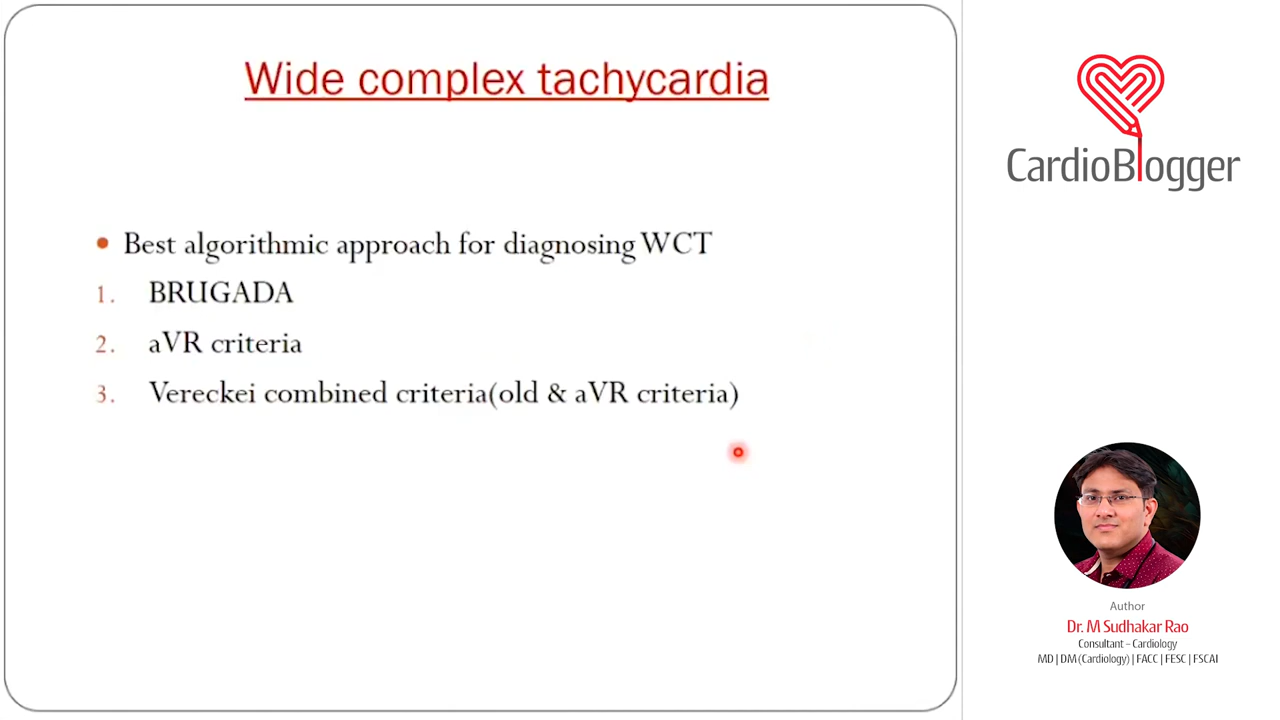 Wide complex tachycardia
• Best algorithmic approach for diagnosing WCT
1. BRUGADA
2. aVR criteria
3. Vereckei combined criteria(old & aVR criteria)
CardioBlogger
Author
Dr. M Sudhakar Rao
Consultant – Cardiology
MD | DM (Cardiology) | FACC | FESC | FSCAI